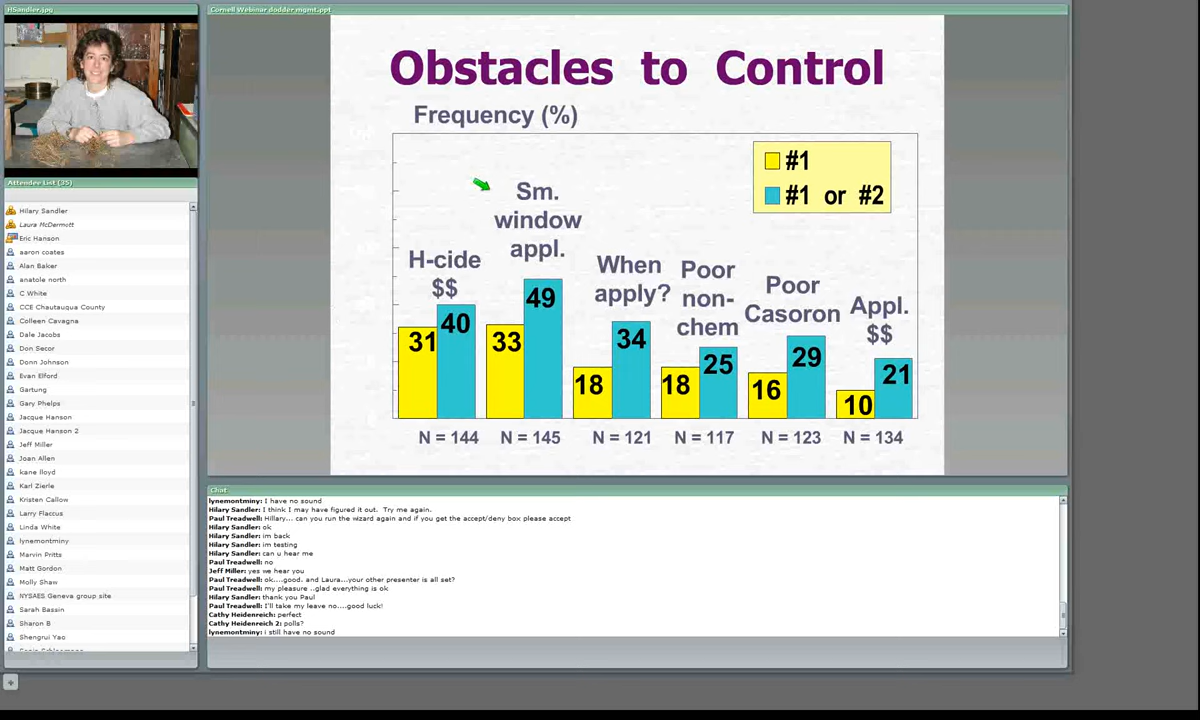 HSandler.jpg
Cornell Webinar dodder mgmt.ppt
Obstacles to Control
Frequency (%)
#1
#1 or #2
H-cide
$$
Sm.
window
appl.
When
apply?
Poor
non-
chem
Poor
Casoron
Appl.
$$
31
40
33
49
18
34
18
25
16
29
10
21
N = 144
N = 145
N = 121
N = 117
N = 123
N = 134
Attendee List (35)
Hilary Sandler
Laura McDermott
Eric Hanson
aaron coates
Alan Baker
anatole north
C White
CCE Chautauqua County
Colleen Cavagna
Dale Jacobs
Don Secor
Donn Johnson
Evan Elford
Gartung
Gary Phelps
Jacque Hanson
Jacque Hanson 2
Jeff Miller
Joan Allen
kane lloyd
Karl Zierle
Kristen Callow
Larry Flaccus
Linda White
lynemontminy
Marvin Pritts
Matt Gordon
Molly Shaw
NYSAES Geneva group site
Sarah Bassin
Sharon B
Shengrui Yao
Chat
lynemontminy: I have no sound
Hilary Sandler: I think I may have figured it out. Try me again.
Paul Treadwell: Hillary... can you run the wizard again and if you get the accept/deny box please accept
Hilary Sandler: ok
Hilary Sandler: im back
Hilary Sandler: im testing
Hilary Sandler: can u hear me
Paul Treadwell: no
Jeff Miller: yes we hear you
Paul Treadwell: ok....good. and Laura...your other presenter is all set?
Paul Treadwell: my pleasure ..glad everything is ok
Hilary Sandler: thank you Paul
Paul Treadwell: I'll take my leave no....good luck!
Cathy Heidenreich: perfect
Cathy Heidenreich 2: polls?
lynemontminy: i still have no sound